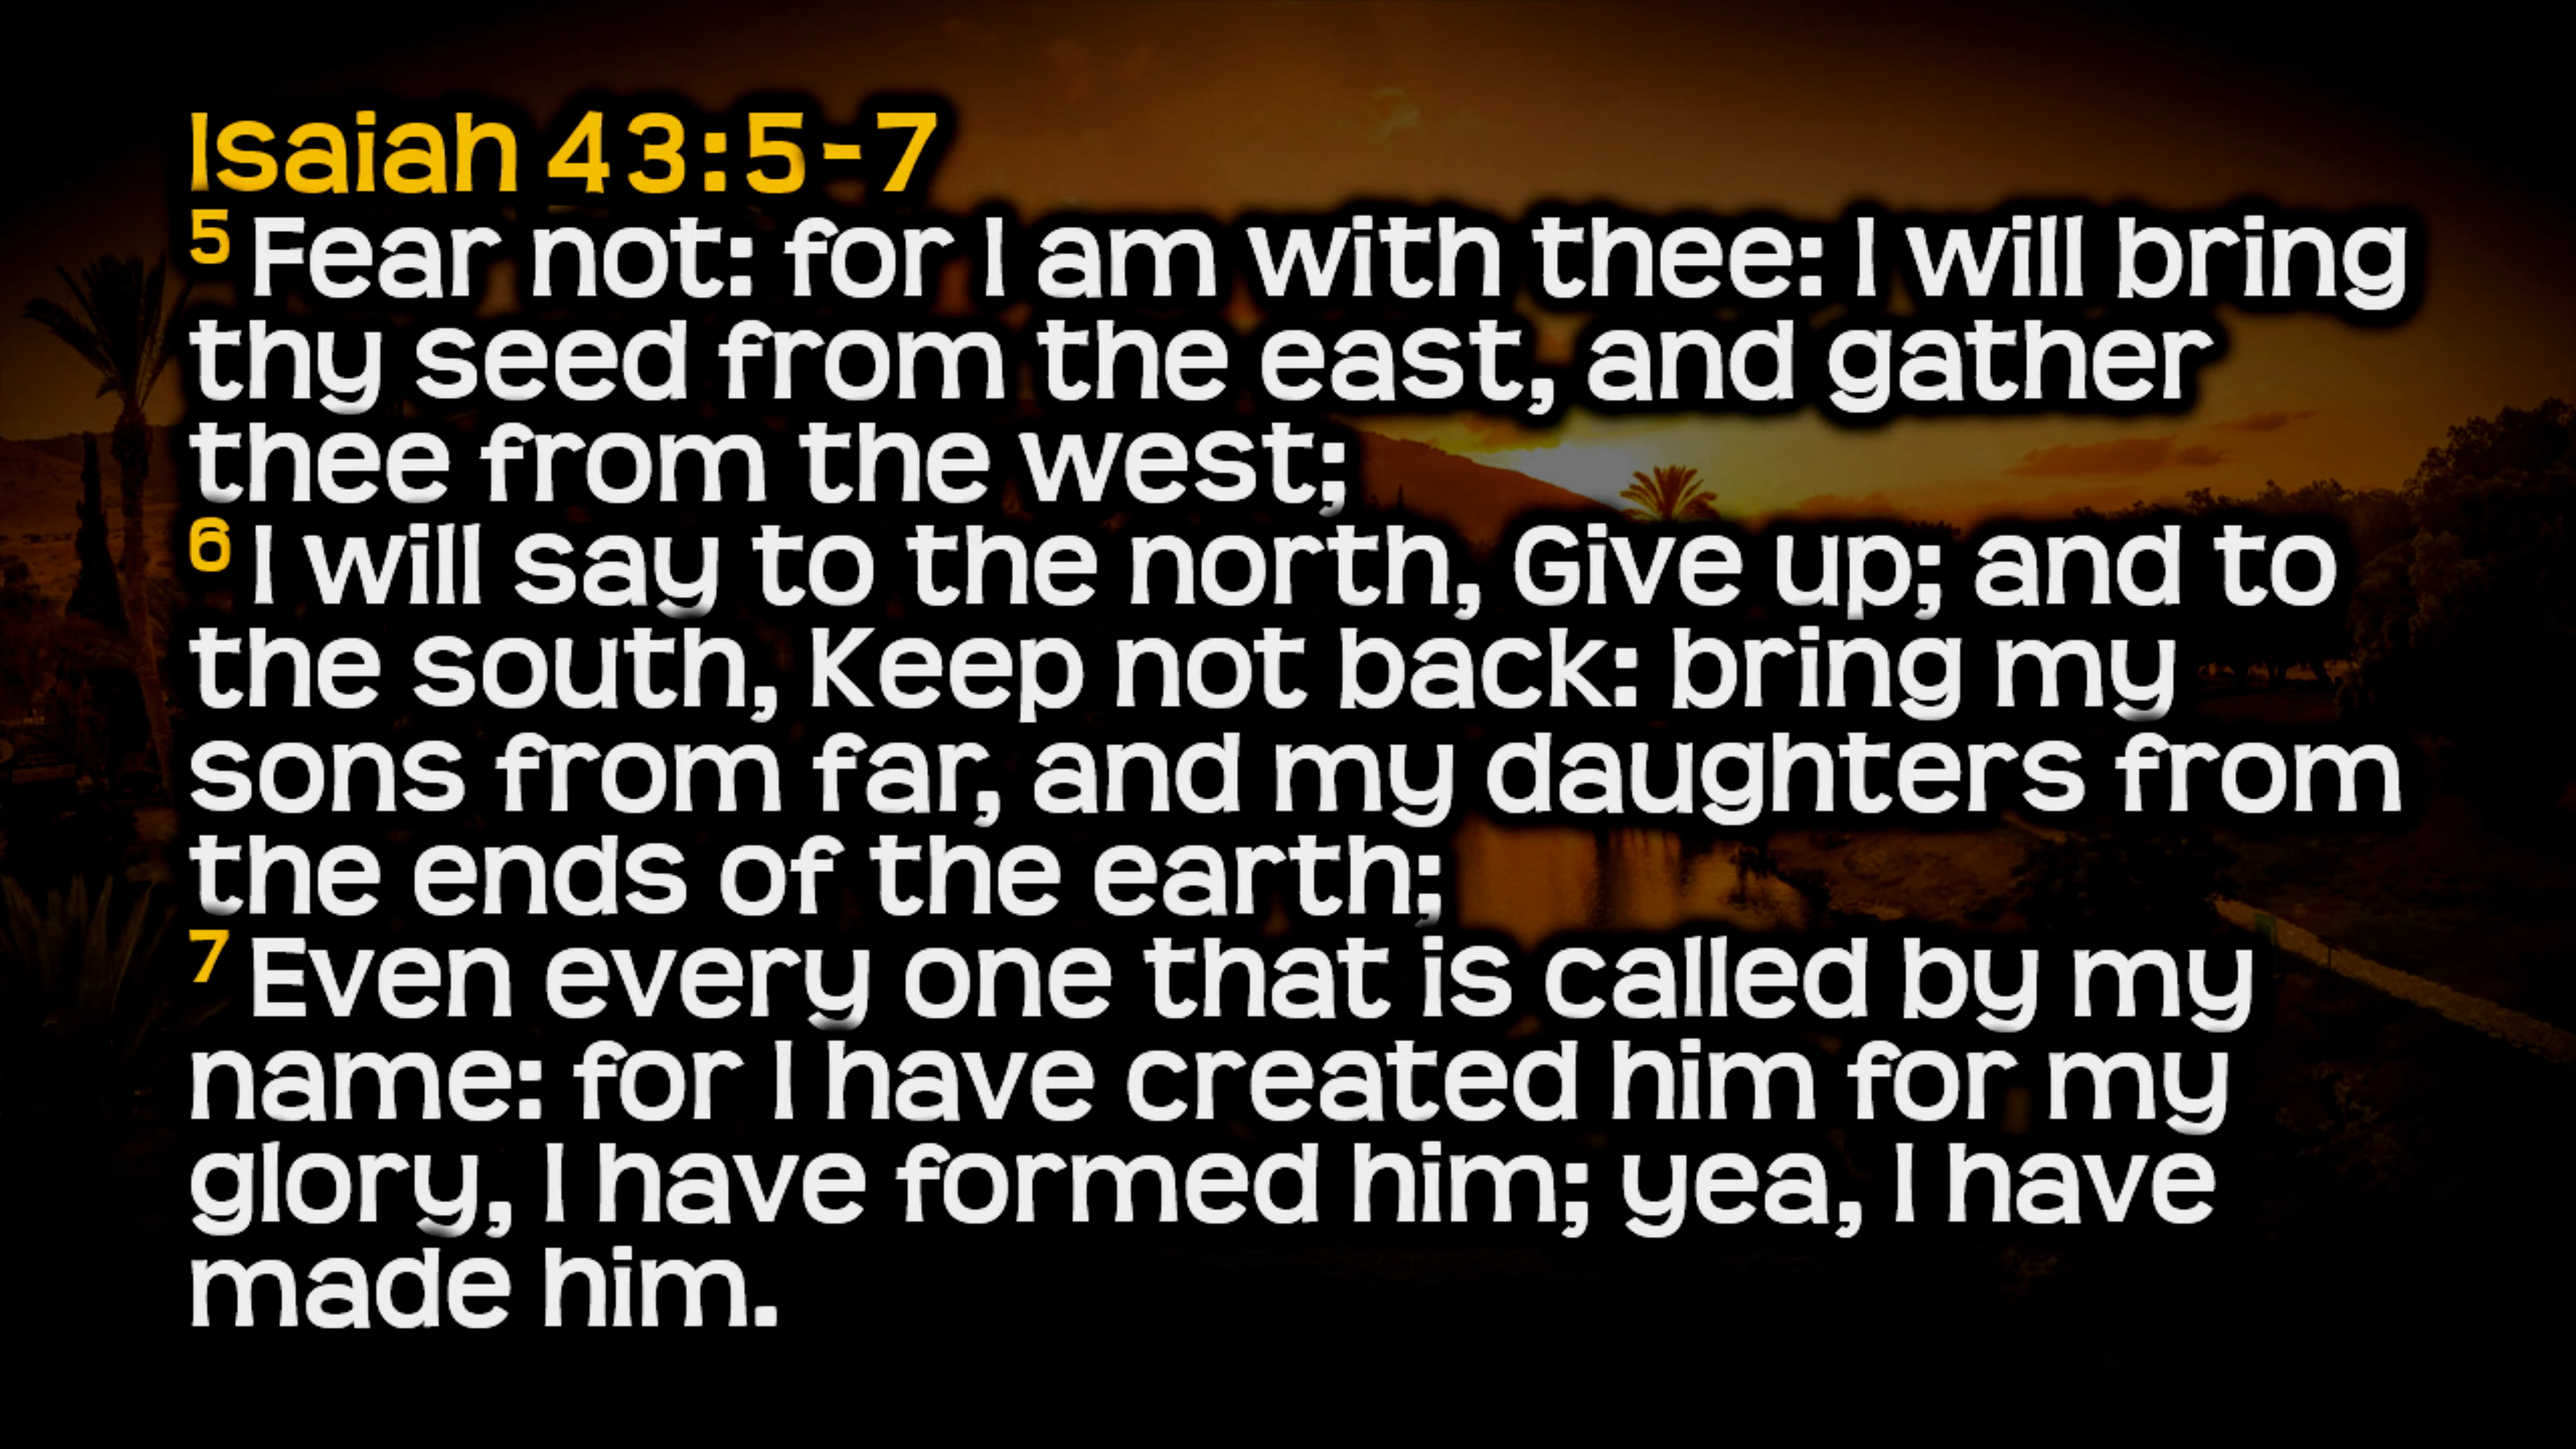 Isaiah 43:5-7
5 Fear not: for I am with thee: I will bring
thy seed from the east, and gather
thee from the west;
6 I will say to the north, Give up; and to
the south, Keep not back: bring my
sons from far, and my daughters from
the ends of the earth;
7 Even every one that is called by my
name: for I have created him for my
glory, I have formed him; yea, I have
made him.